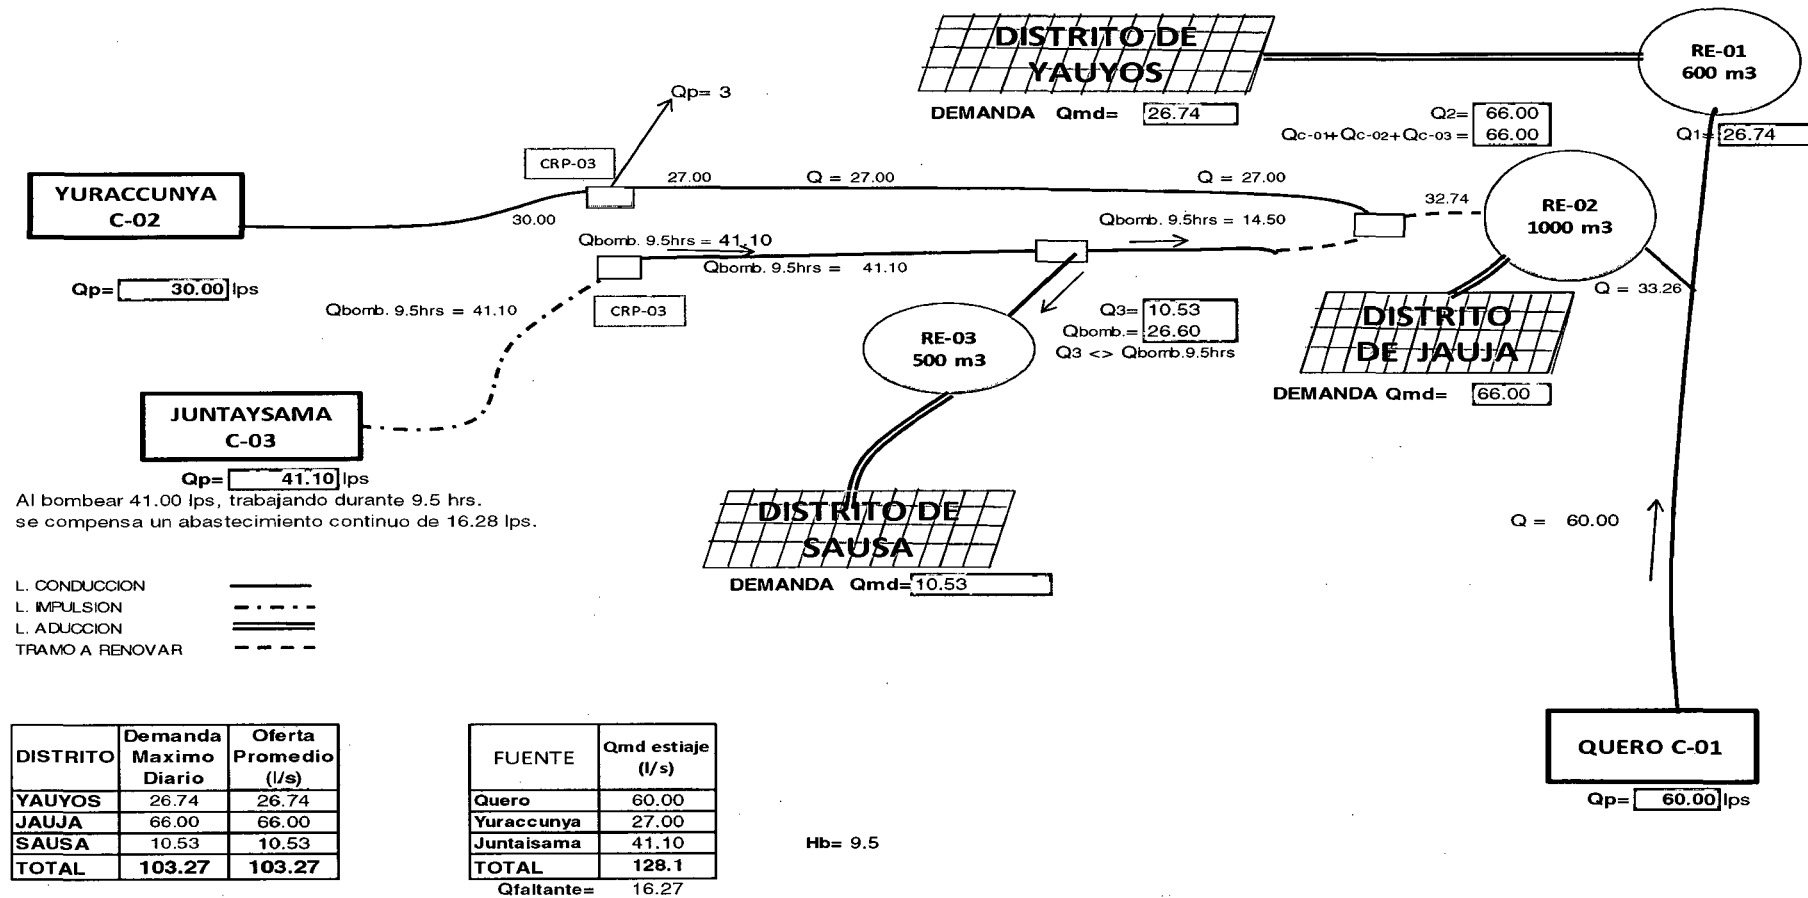 DISTRITO DE
YAUYOS
RE-01
600 m3
DEMANDA Qmd= 26.74
Q2= 66.00
Qc-01+Qc-02+Qc-03 = 66.00
Q1= 26.74
Qp= 3
CRP-03
27.00
Q = 27.00
Q = 27.00
32.74
YURACCUNYA
C-02
30.00
RE-02
1000 m3
Qbomb. 9.5hrs = 14.50
Qbomb. 9.5hrs = 41.10
Qbomb. 9.5hrs = 41.10
Qp= 30.00 lps
Qbomb. 9.5hrs = 41.10
CRP-03
Q = 33.26
Q3= 10.53
Qbomb.= 26.60
Q3 <> Qbomb.9.5hrs
RE-03
500 m3
DISTRITO
DE JAUJA
DEMANDA Qmd= 66.00
JUNTAYSAMA
C-03
Qp= 41.10 lps
Al bombear 41.00 lps, trabajando durante 9.5 hrs.
se compensa un abastecimiento continuo de 16.28 lps.
DISTRITO DE
SAUSA
DEMANDA Qmd= 10.53
Q = 60.00
L. CONDUCCION
L. IMPULSION
L. ADUCCION
TRAMO A RENOVAR
DISTRITO Demanda Maximo Diario Oferta Promedio (l/s)
YAUYOS 26.74 26.74
JAUJA 66.00 66.00
SAUSA 10.53 10.53
TOTAL 103.27 103.27
FUENTE Qmd estiaje (l/s)
Quero 60.00
Yuraccunya 27.00
Juntaisama 41.10
TOTAL 128.1
Qfaltante= 16.27
Hb= 9.5
QUERO C-01
Qp= 60.00 lps